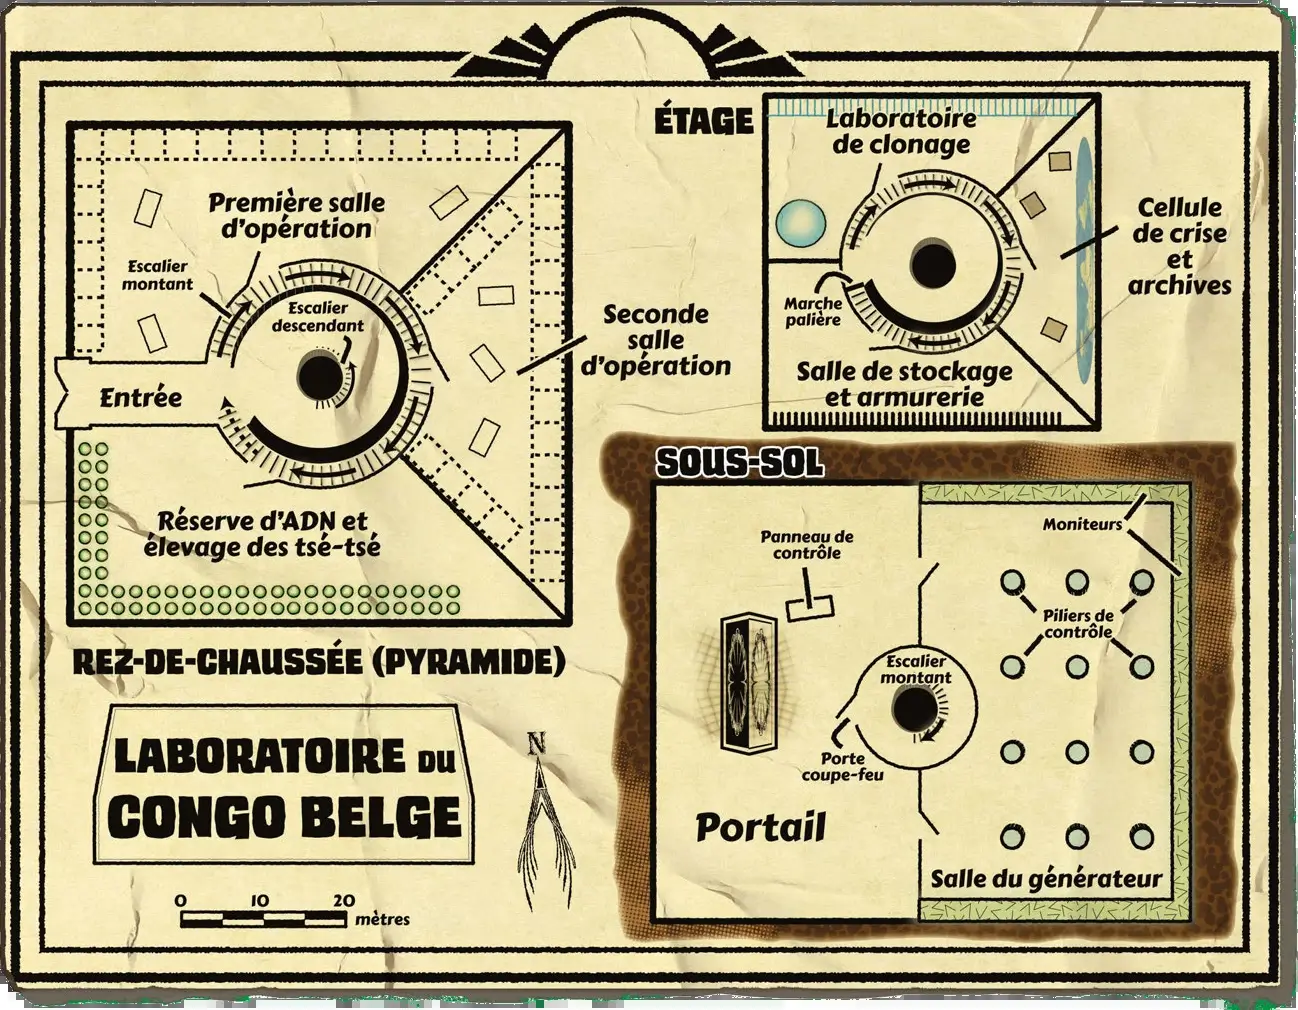 ÉTAGE
Laboratoire
de clonage
Cellule
de crise
et
archives
Marche
palière
Salle de stockage
et armurerie
Première salle
d'opération
Escalier
montant
Escalier
descendant
Seconde
salle
d'opération
Entrée
Réserve d'ADN et
élevage des tsé-tsé
REZ-DE-CHAUSSÉE (PYRAMIDE)
SOUS-SOL
Moniteurs
Panneau de
contrôle
Piliers de
contrôle
Escalier
montant
Porte
coupe-feu
Portail
Salle du générateur
LABORATOIRE DU
CONGO BELGE
N
0 10 20
mètres